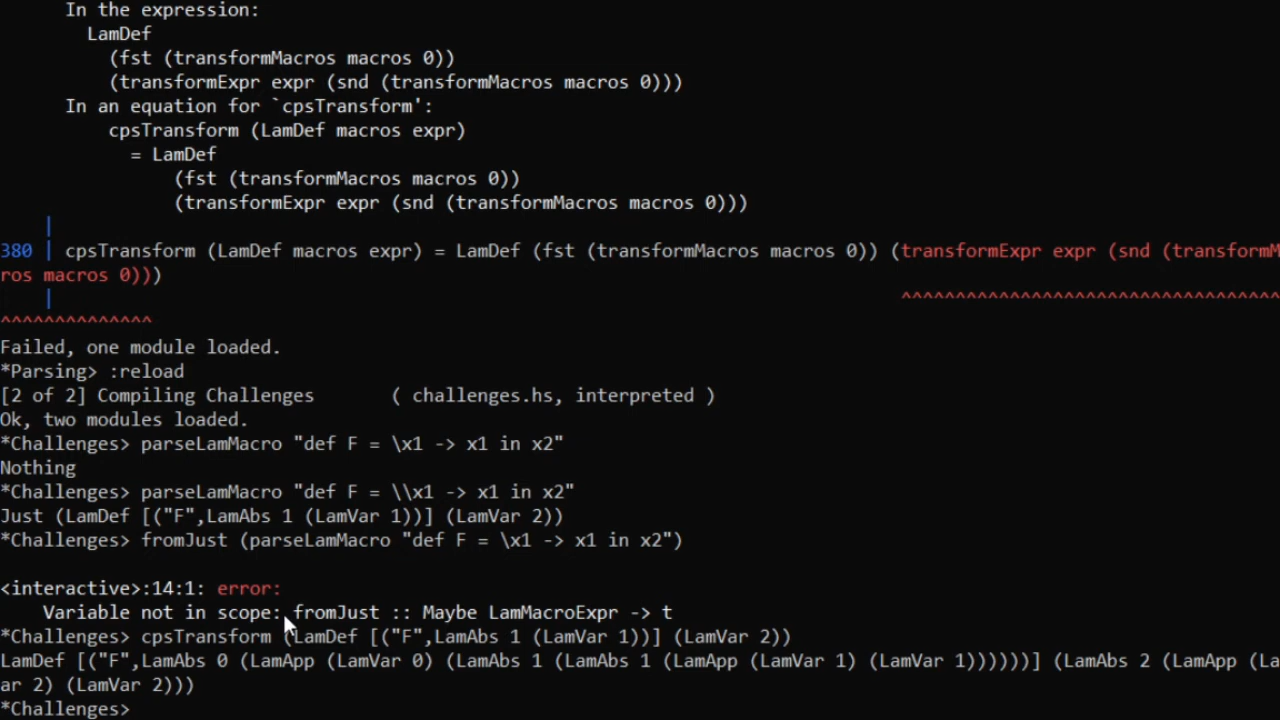 In the expression:
LamDef
(fst (transformMacros macros 0))
(transformExpr expr (snd (transformMacros macros 0)))
In an equation for `cpsTransform':
cpsTransform (LamDef macros expr)
= LamDef
(fst (transformMacros macros 0))
(transformExpr expr (snd (transformMacros macros 0)))
|
380 | cpsTransform (LamDef macros expr) = LamDef (fst (transformMacros macros 0)) (transformExpr expr (snd (transformM
ros macros 0)))
| ^^^^^^^^^^^^^^^^^^^^^^^^^^^^^^^^^^^
^^^^^^^^^^^^^^
Failed, one module loaded.
*Parsing> :reload
[2 of 2] Compiling Challenges ( challenges.hs, interpreted )
Ok, two modules loaded.
*Challenges> parseLamMacro "def F = \x1 -> x1 in x2"
Nothing
*Challenges> parseLamMacro "def F = \\x1 -> x1 in x2"
Just (LamDef [("F",LamAbs 1 (LamVar 1))] (LamVar 2))
*Challenges> fromJust (parseLamMacro "def F = \x1 -> x1 in x2")
<interactive>:14:1: error:
Variable not in scope: fromJust :: Maybe LamMacroExpr -> t
*Challenges> cpsTransform (LamDef [("F",LamAbs 1 (LamVar 1))] (LamVar 2))
LamDef [("F",LamAbs 0 (LamApp (LamVar 0) (LamAbs 1 (LamAbs 1 (LamApp (LamVar 1) (LamVar 1))))))] (LamAbs 2 (LamApp (La
ar 2) (LamVar 2)))
*Challenges>